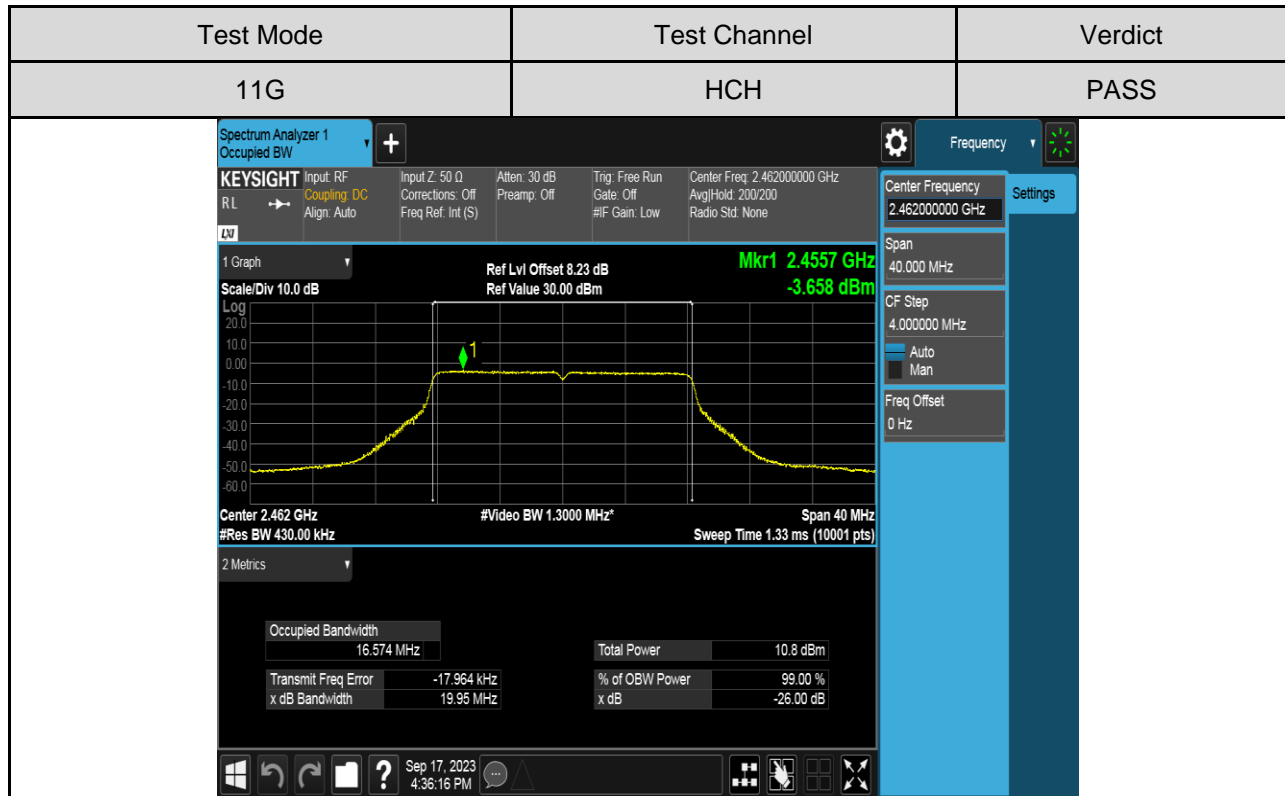 Test Mode Test Channel Verdict
11G HCH PASS
Spectrum Analyzer 1
Occupied BW
+
Frequency
KEYSIGHT Input: RF Input Z: 50 Ω Atten: 30 dB Trig: Free Run Center Freq: 2.462000000 GHz
RL Coupling: DC Corrections: Off Preamp: Off Gate: Off Avg|Hold: 200/200
Align: Auto Freq Ref: Int (S) #IF Gain: Low Radio Std: None
LXI
Center Frequency
2.462000000 GHz
Settings
Span
40.000 MHz
CF Step
4.000000 MHz
Auto
Man
Freq Offset
0 Hz
1 Graph
Ref Lvl Offset 8.23 dB Mkr1 2.4557 GHz
Scale/Div 10.0 dB Ref Value 30.00 dBm -3.658 dBm
Log
20.0
10.0
1
0.00
-10.0
-20.0
-30.0
-40.0
-50.0
-60.0
Center 2.462 GHz #Video BW 1.3000 MHz* Span 40 MHz
#Res BW 430.00 kHz Sweep Time 1.33 ms (10001 pts)
2 Metrics
Occupied Bandwidth
16.574 MHz Total Power 10.8 dBm
Transmit Freq Error -17.964 kHz % of OBW Power 99.00 %
x dB Bandwidth 19.95 MHz x dB -26.00 dB
? Sep 17, 2023
4:36:16 PM